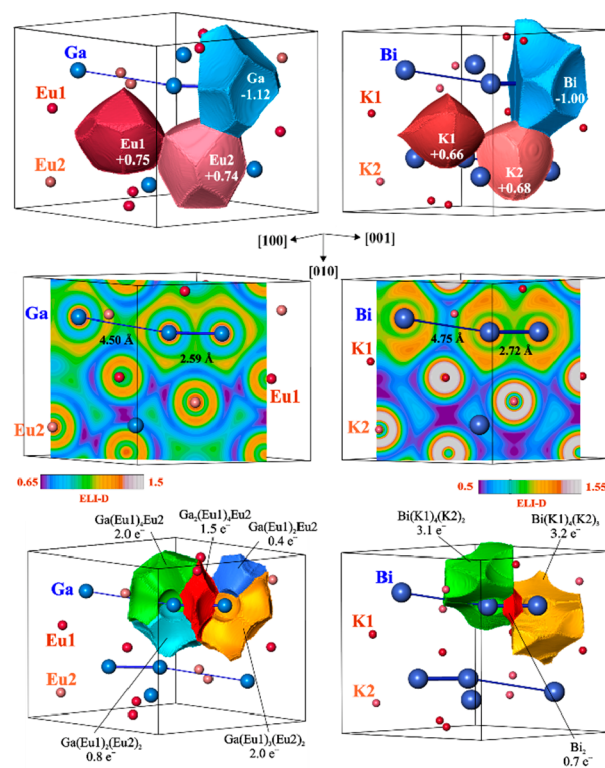 Ga
Ga
-1.12
Eu1
Eu1
+0.75
Eu2
+0.74
Eu2
Bi
Bi
-1.00
K1
K1
+0.66
K2
+0.68
K2
[100]
[001]
[010]
Ga
4.50 Å
2.59 Å
Eu1
Eu2
0.65
1.5
ELI-D
Bi
K1
4.75 Å
2.72 Å
K2
0.5
1.55
ELI-D
Ga(Eu1)₂Eu2
2.0 e⁻
Ga₂(Eu1)₄Eu2
1.5 e⁻
Ga(Eu1)₂Eu2
0.4 e⁻
Ga
Eu1
Eu2
Ga(Eu1)₂(Eu2)₂
0.8 e⁻
Ga(Eu1)₃(Eu2)₂
2.0 e⁻
Bi(K1)₄(K2)₂
3.1 e⁻
Bi(K1)₄(K2)₃
3.2 e⁻
Bi
K1
K2
Bi₂
0.7 e⁻